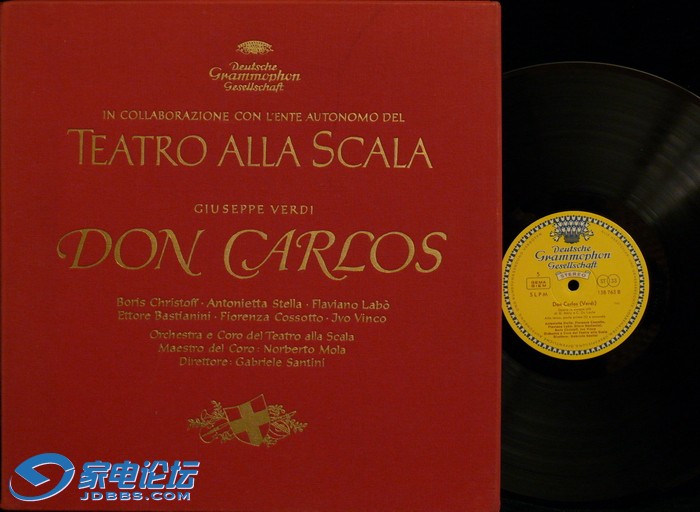 Deutsche
Grammophon
Gesellschaft
IN COLLABORAZIONE CON L'ENTE AUTONOMO DEL
TEATRO ALLA SCALA
GIUSEPPE VERDI
DON CARLOS
Boris Christoff · Antonietta Stella · Flaviano Labò
Ettore Bastianini · Fiorenza Cossotto · Ivo Vinco
Orchestra e Coro del Teatro alla Scala
Maestro del Coro: Norberto Mola
Direttore: Gabriele Santini
家电论坛
JDBBS.COM
Deutsche
Grammophon
Gesellschaft
STEREO
Don Carlos (Verdi)